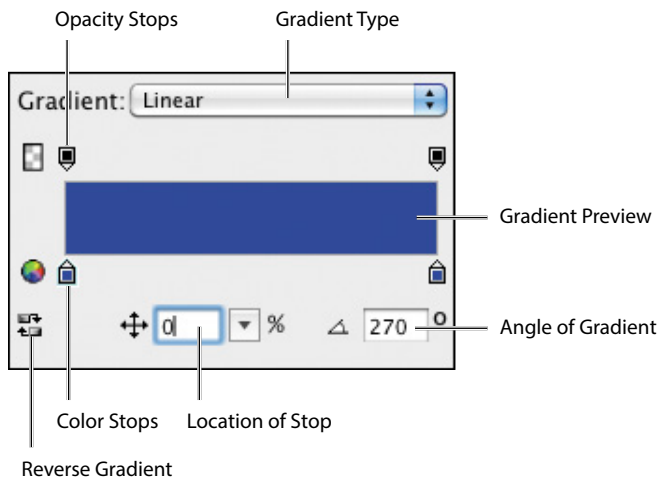 Opacity Stops Gradient Type
Gradient: Linear
Gradient Preview
0 % 270 °
Angle of Gradient
Color Stops Location of Stop
Reverse Gradient